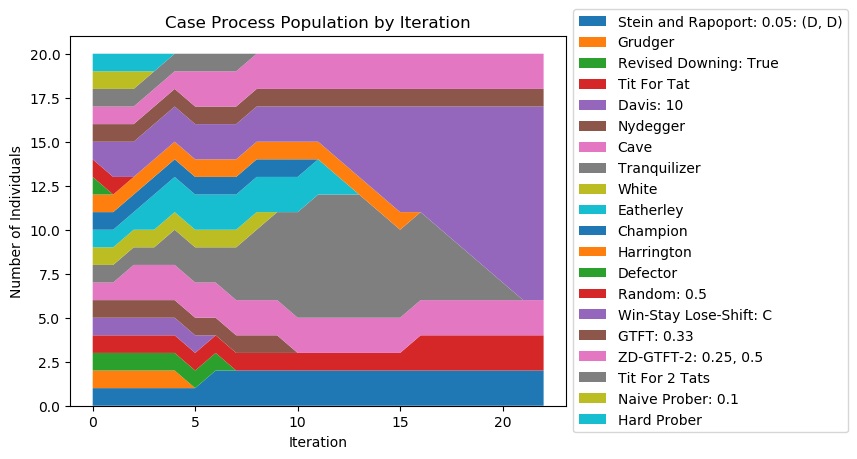 Case Process Population by Iteration
Number of Individuals
20.0
17.5
15.0
12.5
10.0
7.5
5.0
2.5
0.0
0
5
10
15
20
Iteration
Stein and Rapoport: 0.05: (D, D)
Grudger
Revised Downing: True
Tit For Tat
Davis: 10
Nydegger
Cave
Tranquilizer
White
Eatherley
Champion
Harrington
Defector
Random: 0.5
Win-Stay Lose-Shift: C
GTFT: 0.33
ZD-GTFT-2: 0.25, 0.5
Tit For 2 Tats
Naive Prober: 0.1
Hard Prober